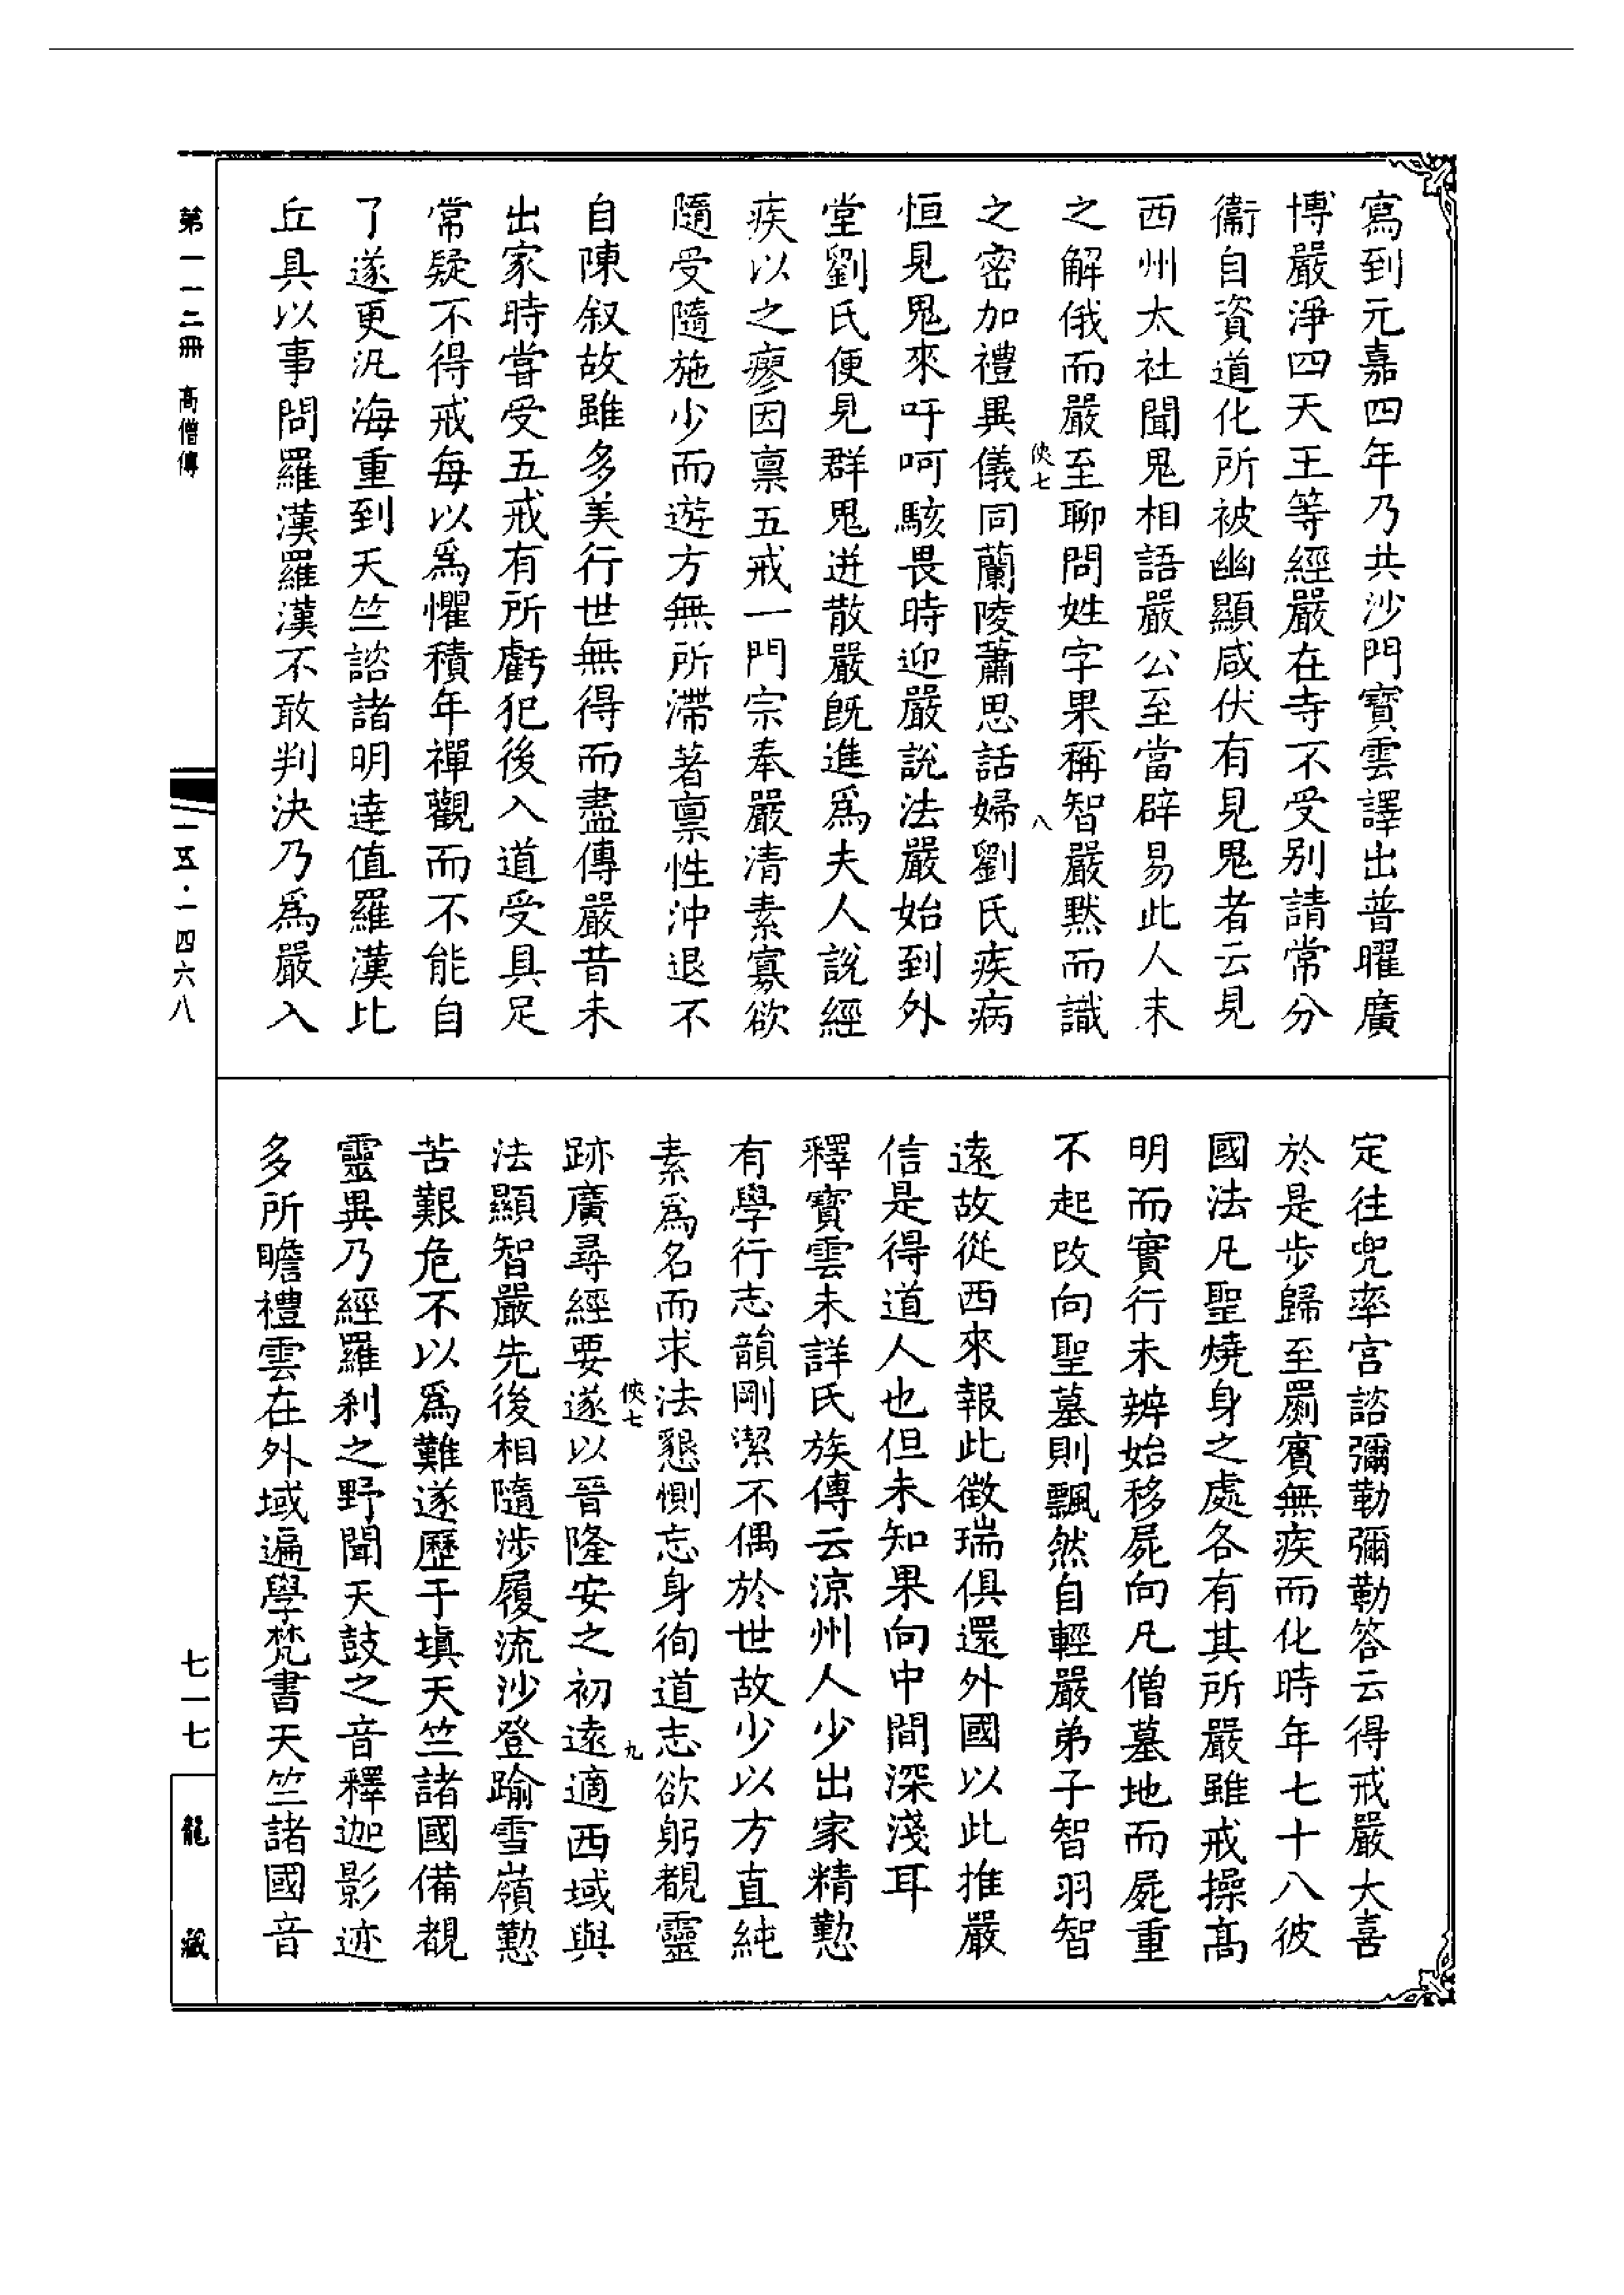 寫到元嘉四年乃共沙門寶雲譯出普曜廣
博嚴淨四天王等經嚴在寺不受別請常分
衞自資道化所被幽顯咸伏有見鬼者云見
西州太社聞鬼相語嚴公至當辟易此人未
之解俄而嚴至聊問姓字果稱智嚴黙而識
俠七
八
之密加禮異儀同蘭陵蕭思話婦劉氏疾病
恒見鬼來吁呵駭畏時迎嚴說法嚴始到外
堂劉氏便見群鬼迸散嚴既進爲夫人說經
疾以之瘳因禀五戒一門宗奉嚴清素寡欲
隨受隨施少而遊方無所滯著禀性沖退不
自陳叙故雖多美行世無得而盡傳嚴昔未
出家時嘗受五戒有所虧犯後入道受具足
常疑不得戒每以爲懼積年禪觀而不能自
了遂更汎海重到天竺諮諸明達值羅漢比
丘具以事問羅漢羅漢不敢判決乃爲嚴入
定往兜率宮諮彌勒彌勒答云得戒嚴大喜
於是步歸至罽賓無疾而化時年七十八彼
國法凡聖燒身之處各有其所嚴雖戒操髙
明而實行未辨始移屍向凡僧墓地而屍重
不起改向聖墓則飄然自輕嚴弟子智羽智
遠故從西來報此徵瑞俱還外國以此推嚴
信是得道人也但未知果向中間深淺耳
釋寶雲未詳氏族傳云涼州人少出家精懃
有學行志韻剛潔不偶於世故少以方直純
素爲名而求法懇惻忘身徇道志欲躬覩靈
俠七
九
跡廣尋經要遂以晉隆安之初遠適西域與
法顯智嚴先後相隨涉履流沙登踰雪嶺懃
苦艱危不以爲難遂歷于填天竺諸國備覩
靈異乃經羅刹之野聞天鼓之音釋迦影迹
多所瞻禮雲在外域遍學梵書天竺諸國音
第一一二冊 高僧傳
一五·一四六八
七一七
龍藏